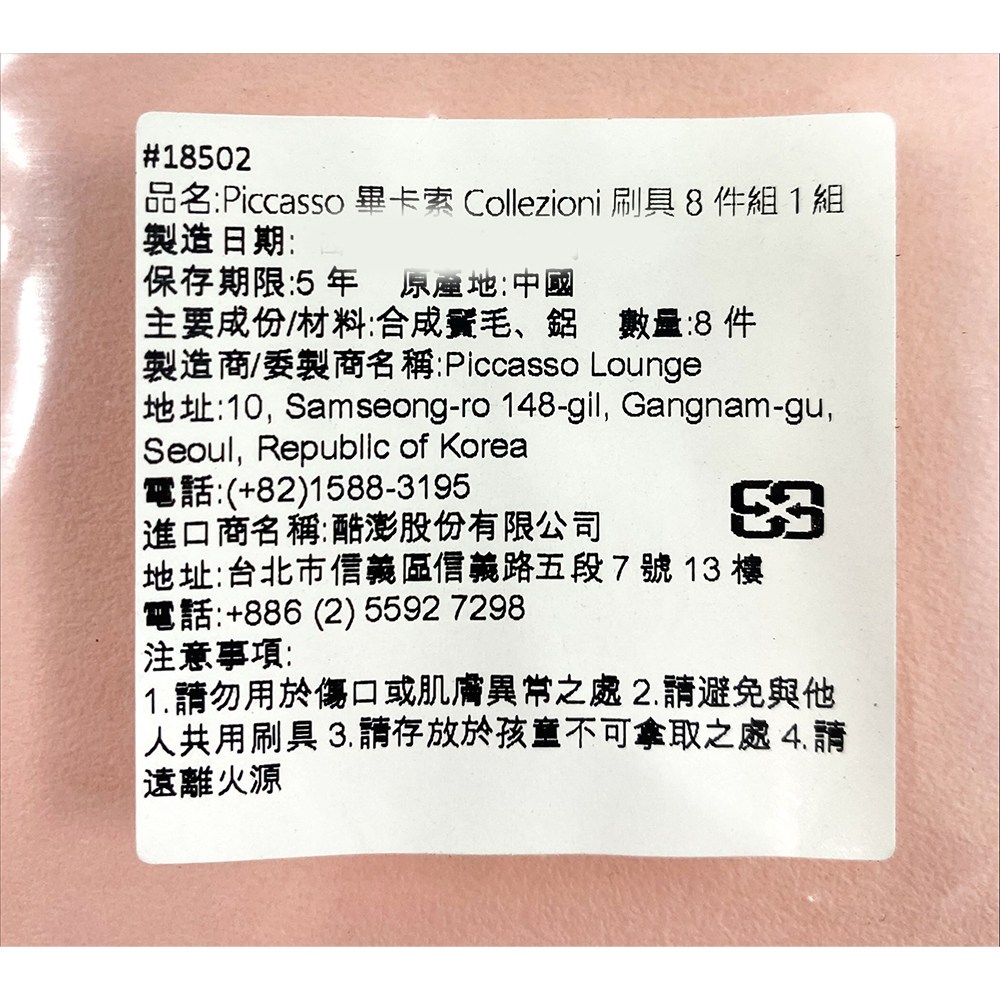 #18502
品名:Piccasso 畢卡索 Collezioni 刷具 8 件組 1 組
製造日期:
保存期限:5 年 原產地:中國
主要成份/材料:合成鬃毛、鋁 數量:8 件
製造商/委製商名稱:Piccasso Lounge
地址:10, Samseong-ro 148-gil, Gangnam-gu,
Seoul, Republic of Korea
電話:(+82)1588-3195
進口商名稱:酷澎股份有限公司
地址:台北市信義區信義路五段 7 號 13 樓
電話:+886 (2) 5592 7298
注意事項:
1.請勿用於傷口或肌膚異常之處 2.請避免與他
人共用刷具 3.請存放於孩童不可拿取之處 4.請
遠離火源